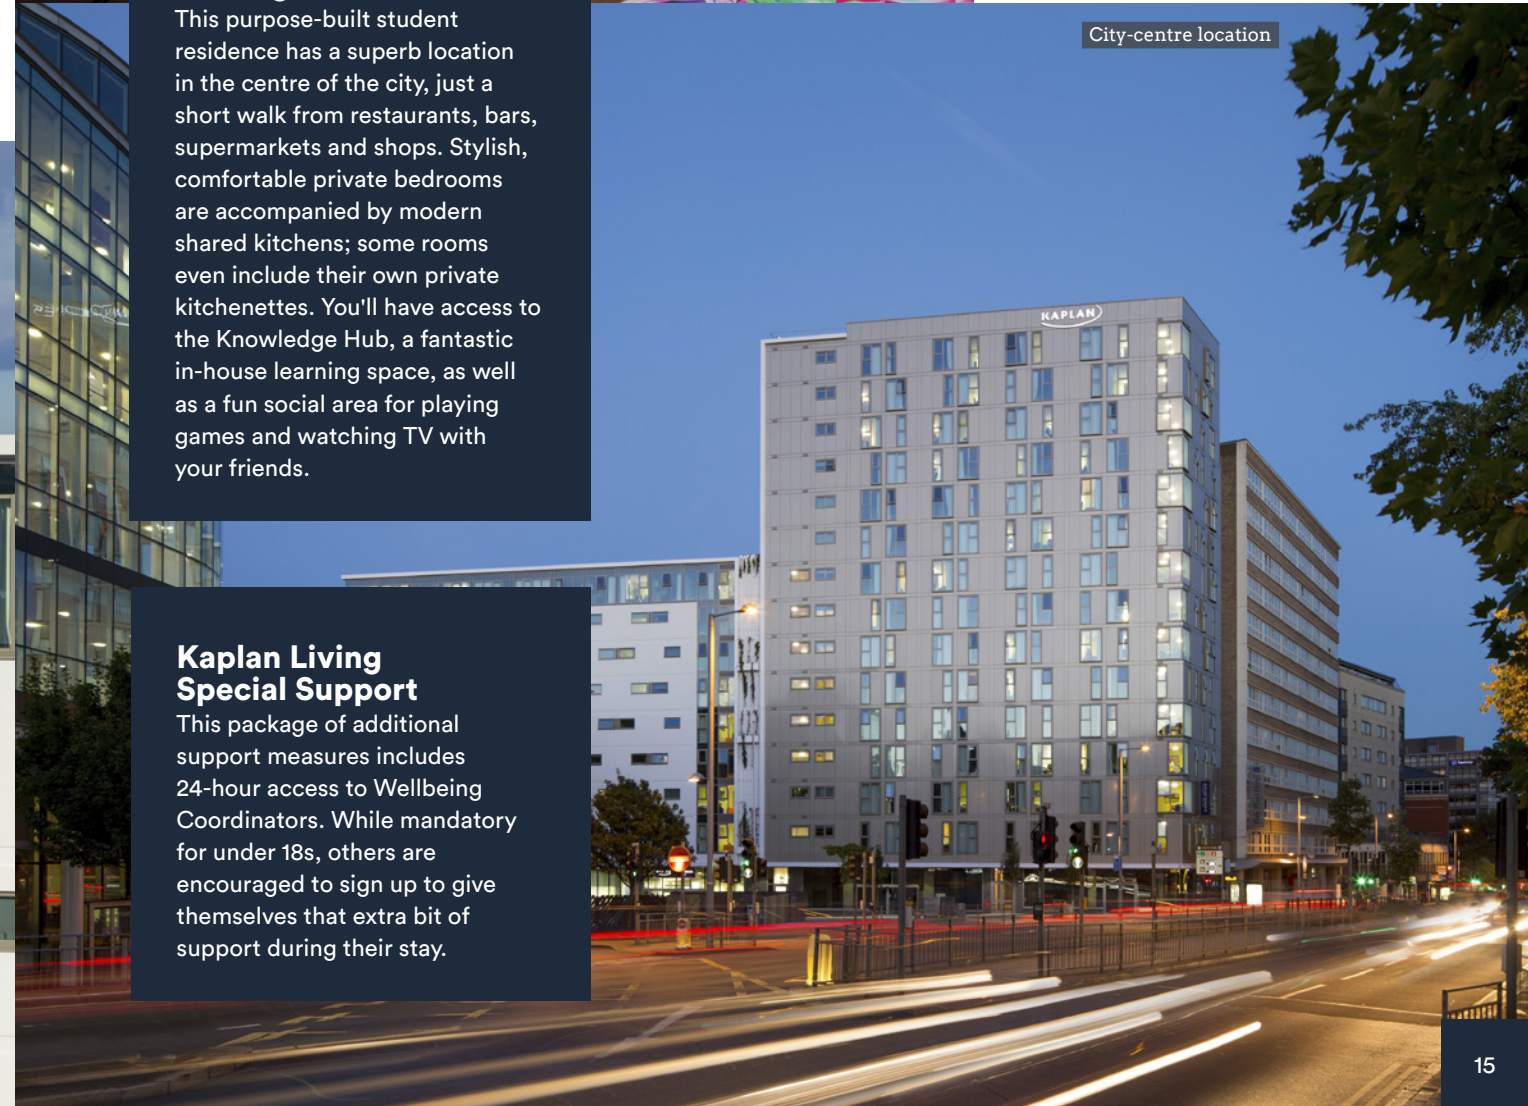 This purpose-built student
residence has a superb location
in the centre of the city, just a
short walk from restaurants, bars,
supermarkets and shops. Stylish,
comfortable private bedrooms
are accompanied by modern
shared kitchens; some rooms
even include their own private
kitchenettes. You'll have access to
the Knowledge Hub, a fantastic
in-house learning space, as well
as a fun social area for playing
games and watching TV with
your friends.
City-centre location
KAPLAN
Kaplan Living
Special Support
This package of additional
support measures includes
24-hour access to Wellbeing
Coordinators. While mandatory
for under 18s, others are
encouraged to sign up to give
themselves that extra bit of
support during their stay.
15